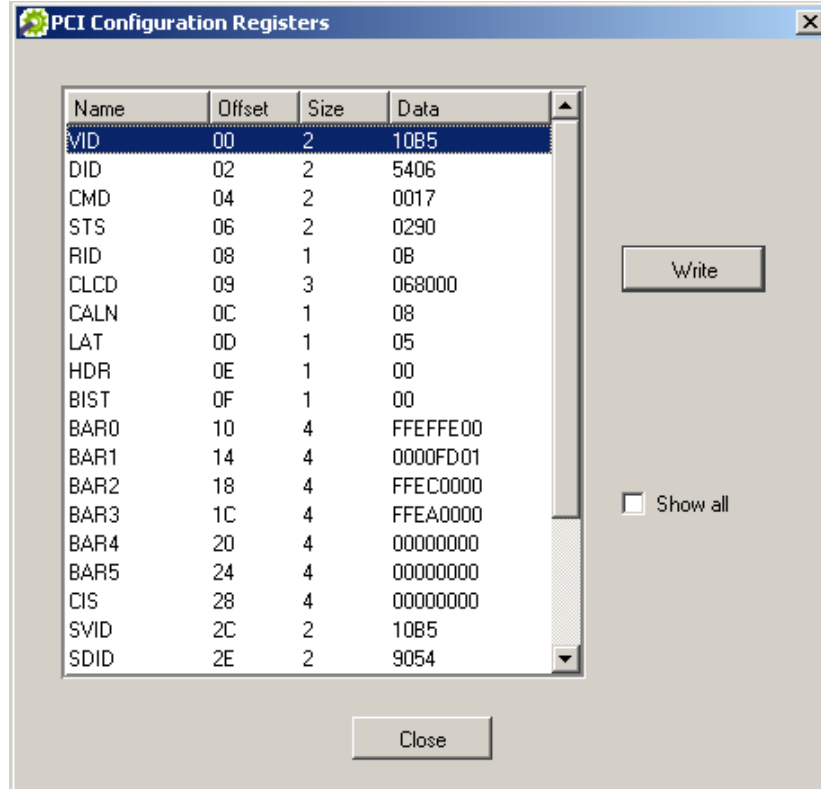 PCI Configuration Registers
Name Offset Size Data
VID 00 2 10B5
DID 02 2 5406
CMD 04 2 0017
STS 06 2 0290
RID 08 1 0B
CLCD 09 3 068000
CALN 0C 1 08
LAT 0D 1 05
HDR 0E 1 00
BIST 0F 1 00
BAR0 10 4 FFEFFE00
BAR1 14 4 0000FD01
BAR2 18 4 FFEC0000
BAR3 1C 4 FFEA0000
BAR4 20 4 00000000
BAR5 24 4 00000000
CIS 28 4 00000000
SVID 2C 2 10B5
SDID 2E 2 9054
Write
Show all
Close